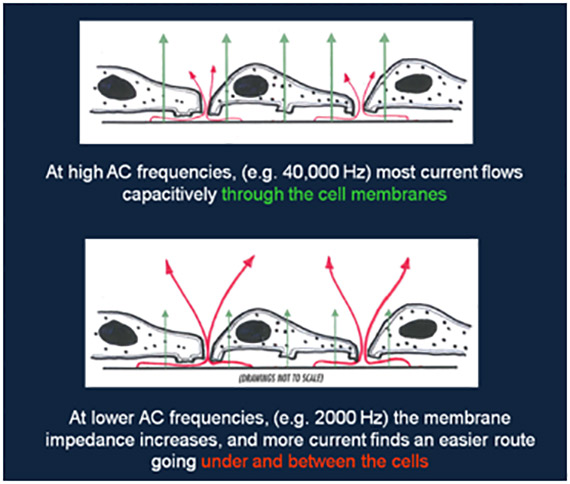 At high AC frequencies, (e.g. 40,000 Hz) most current flows
capacitively through the cell membranes
(DRAWINGS NOT TO SCALE)
At lower AC frequencies, (e.g. 2000 Hz) the membrane
impedance increases, and more current finds an easier route
going under and between the cells